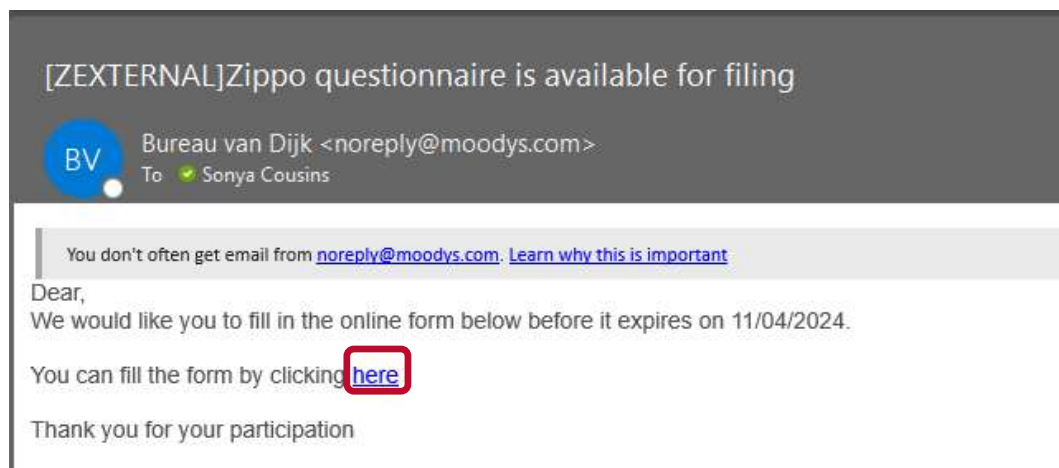 [ZEXTERNAL]Zippo questionnaire is available for filing
BV
Bureau van Dijk <noreply@moodys.com>
To Sonya Cousins
You don't often get email from noreply@moodys.com. Learn why this is important
Dear,
We would like you to fill in the online form below before it expires on 11/04/2024.
You can fill the form by clicking here
Thank you for your participation